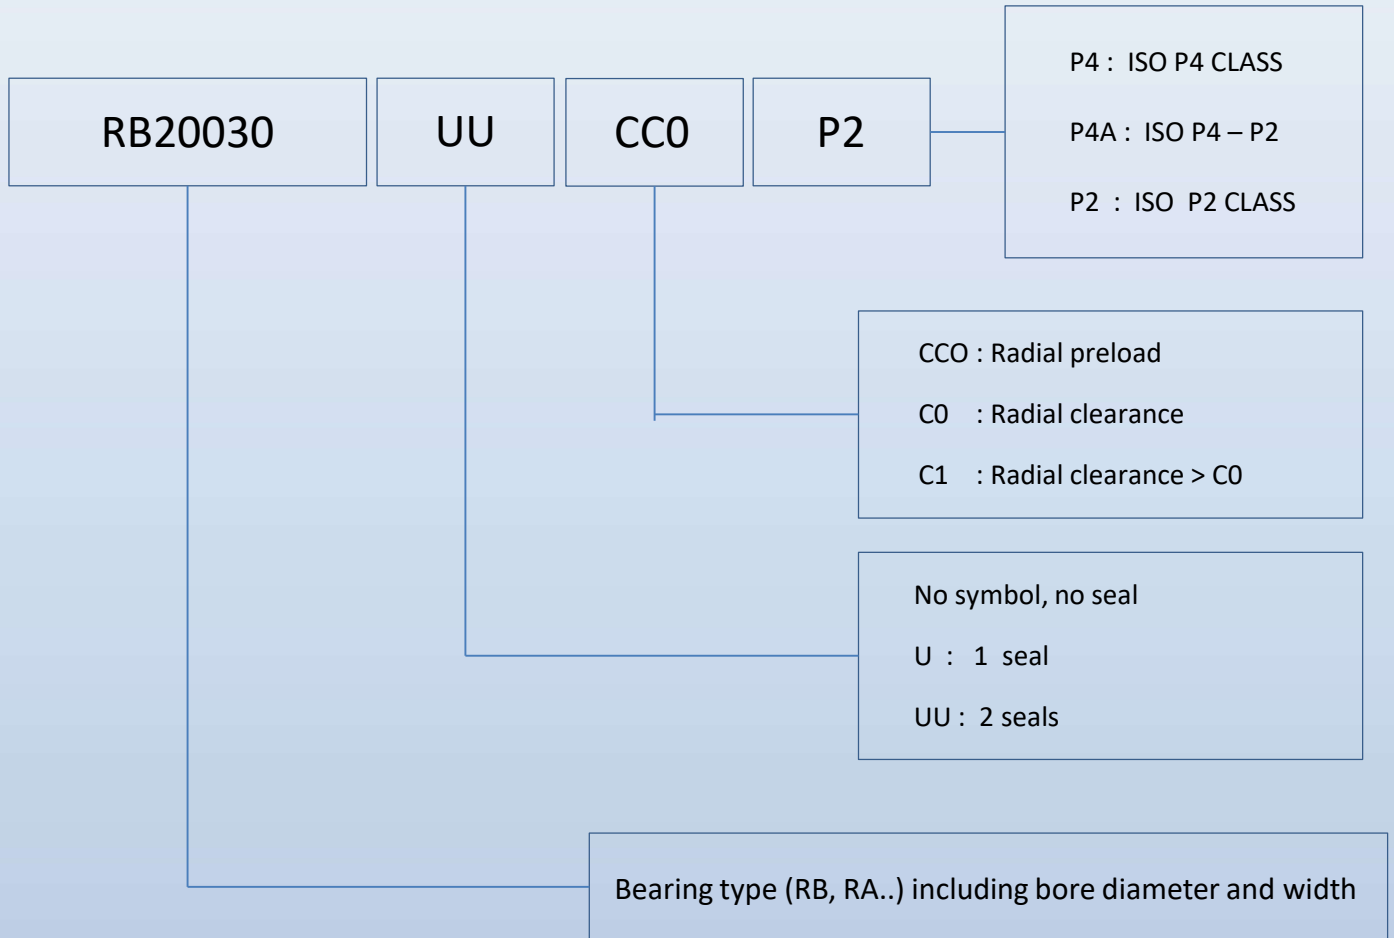 RB20030 UU CC0 P2
P4 : ISO P4 CLASS
P4A : ISO P4 – P2
P2 : ISO P2 CLASS
CCO : Radial preload
C0 : Radial clearance
C1 : Radial clearance > C0
No symbol, no seal
U : 1 seal
UU : 2 seals
Bearing type (RB, RA..) including bore diameter and width